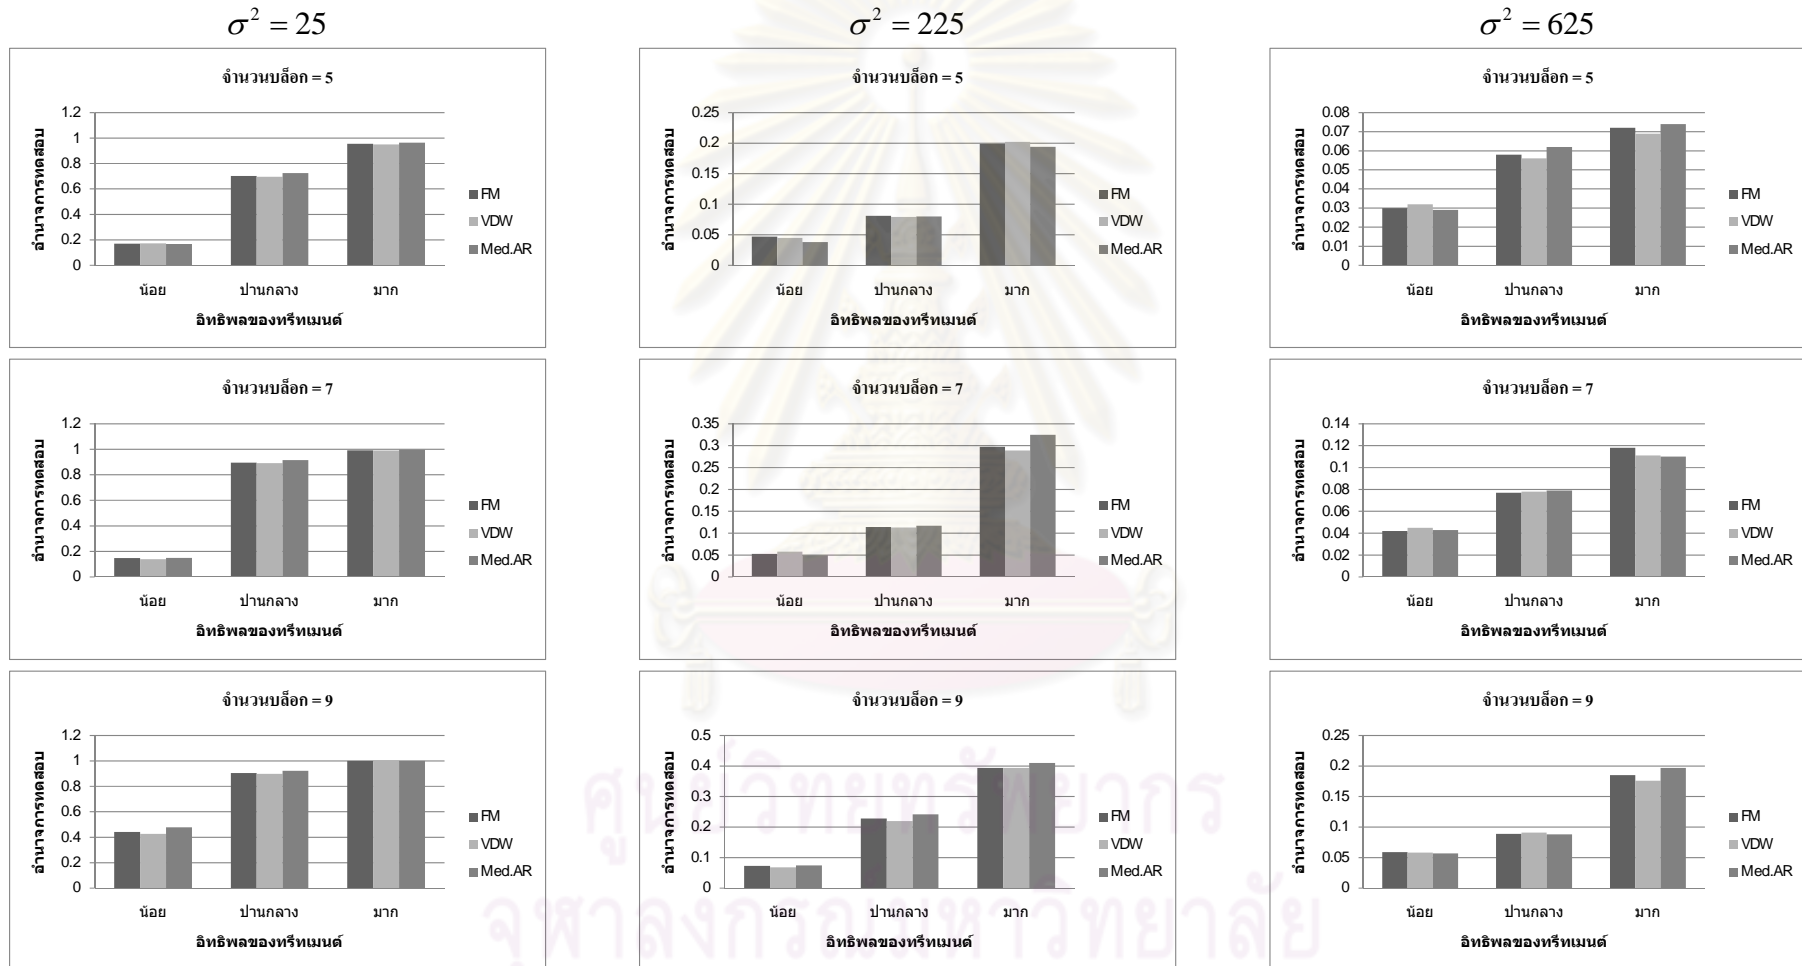 σ² = 25
σ² = 225
σ² = 625
จำนวนบล็อก = 5
1.2
1
0.8
0.6
0.4
0.2
0
อำนาจการทดสอบ
น้อย ปานกลาง มาก
อิทธิพลของทรีทเมนต์
FM
VDW
Med.AR
จำนวนบล็อก = 5
0.25
0.2
0.15
0.1
0.05
0
อำนาจการทดสอบ
น้อย ปานกลาง มาก
อิทธิพลของทรีทเมนต์
FM
VDW
Med.AR
จำนวนบล็อก = 5
0.08
0.07
0.06
0.05
0.04
0.03
0.02
0.01
0
อำนาจการทดสอบ
น้อย ปานกลาง มาก
อิทธิพลของทรีทเมนต์
FM
VDW
Med.AR
จำนวนบล็อก = 7
1.2
1
0.8
0.6
0.4
0.2
0
อำนาจการทดสอบ
น้อย ปานกลาง มาก
อิทธิพลของทรีทเมนต์
FM
VDW
Med.AR
จำนวนบล็อก = 7
0.35
0.3
0.25
0.2
0.15
0.1
0.05
0
อำนาจการทดสอบ
น้อย ปานกลาง มาก
อิทธิพลของทรีทเมนต์
FM
VDW
Med.AR
จำนวนบล็อก = 7
0.14
0.12
0.1
0.08
0.06
0.04
0.02
0
อำนาจการทดสอบ
น้อย ปานกลาง มาก
อิทธิพลของทรีทเมนต์
FM
VDW
Med.AR
จำนวนบล็อก = 9
1.2
1
0.8
0.6
0.4
0.2
0
อำนาจการทดสอบ
น้อย ปานกลาง มาก
อิทธิพลของทรีทเมนต์
FM
VDW
Med.AR
จำนวนบล็อก = 9
0.5
0.4
0.3
0.2
0.1
0
อำนาจการทดสอบ
น้อย ปานกลาง มาก
อิทธิพลของทรีทเมนต์
FM
VDW
Med.AR
จำนวนบล็อก = 9
0.25
0.2
0.15
0.1
0.05
0
อำนาจการทดสอบ
น้อย ปานกลาง มาก
อิทธิพลของทรีทเมนต์
FM
VDW
Med.AR
ศูนย์วิทยทรัพยากร
จุฬาลงกรณ์มหาวิทยาลัย